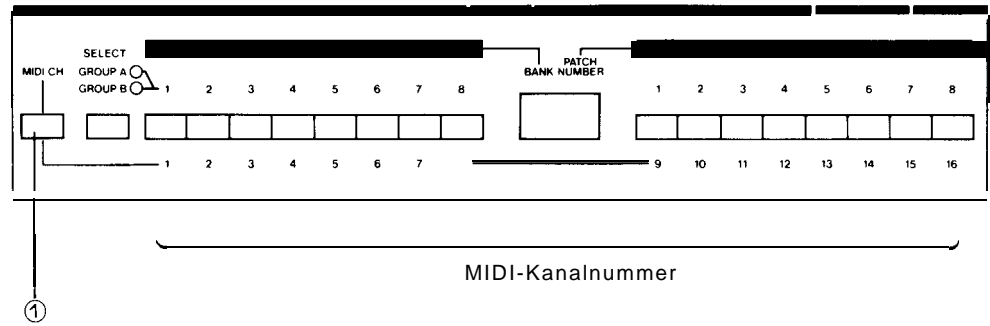 SELECT
MIDI CH GROUP A
GROUP B 1 2 3 4 5 6 7 8
PATCH
BANK NUMBER
1 2 3 4 5 6 7 8
1 2 3 4 5 6 7 9 10 11 12 13 14 15 16
MIDI-Kanalnummer
①